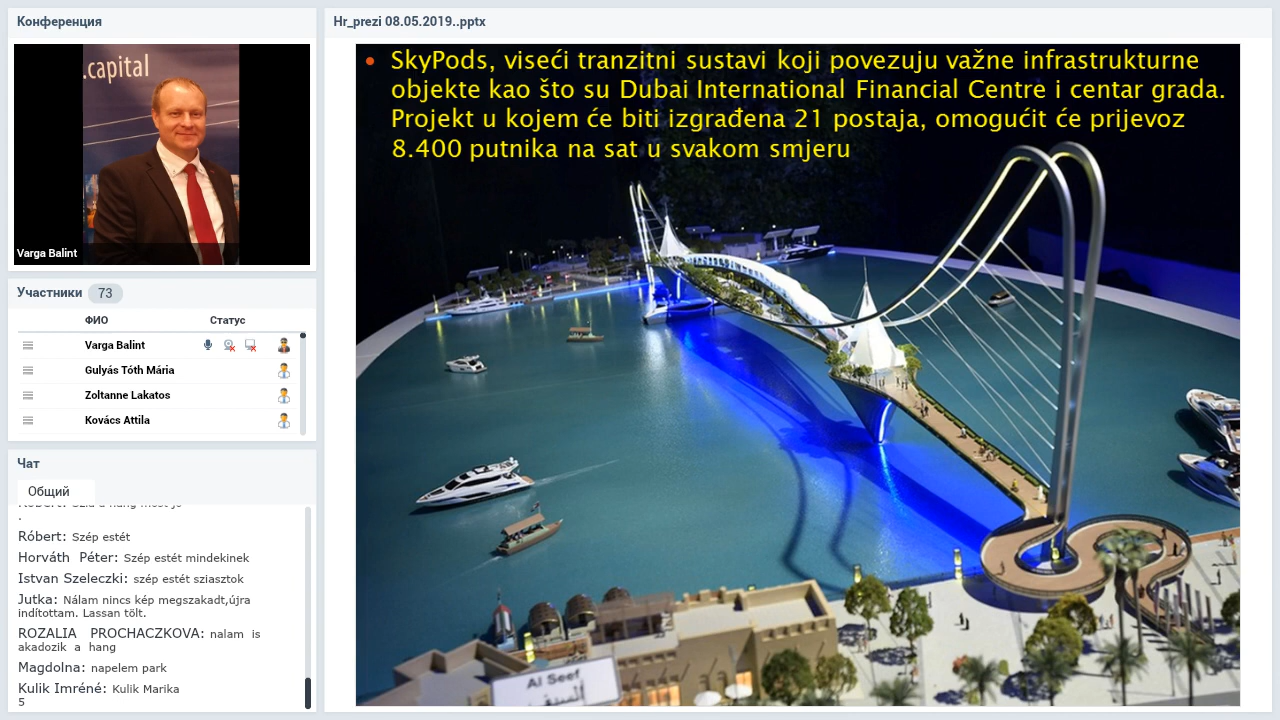 Конференция
.capital
Varga Balint
Участники 73
ФИО Статус
Varga Balint
Gulyás Tóth Mária
Zoltanne Lakatos
Kovács Attila
Чат
Общий
.
Róbert: Szép estét
Horváth Péter: Szép estét mindekinek
Istvan Szeleczki: szép estét sziasztok
Jutka: Nálam nincs kép megszakadt,újra
indítottam. Lassan tölt.
ROZALIA PROCHACZKOVA: nalam is
akadozik a hang
Magdolna: napelem park
Kulik Imréné: Kulik Marika
5
Hr_prezi 08.05.2019..pptx
• SkyPods, viseći tranzitni sustavi koji povezuju važne infrastrukturne
objekte kao što su Dubai International Financial Centre i centar grada.
Projekt u kojem će biti izgrađena 21 postaja, omogućit će prijevoz
8.400 putnika na sat u svakom smjeru
Al Seef
السيف